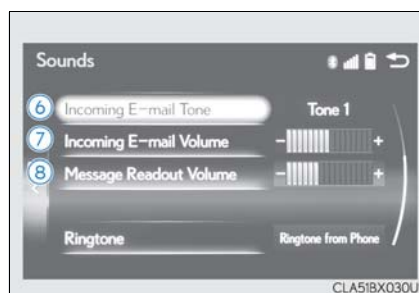 Sounds
6 Incoming E-mail Tone Tone 1
7 Incoming E-mail Volume - +
8 Message Readout Volume - +
Ringtone Ringtone from Phone
CLA51BX030U